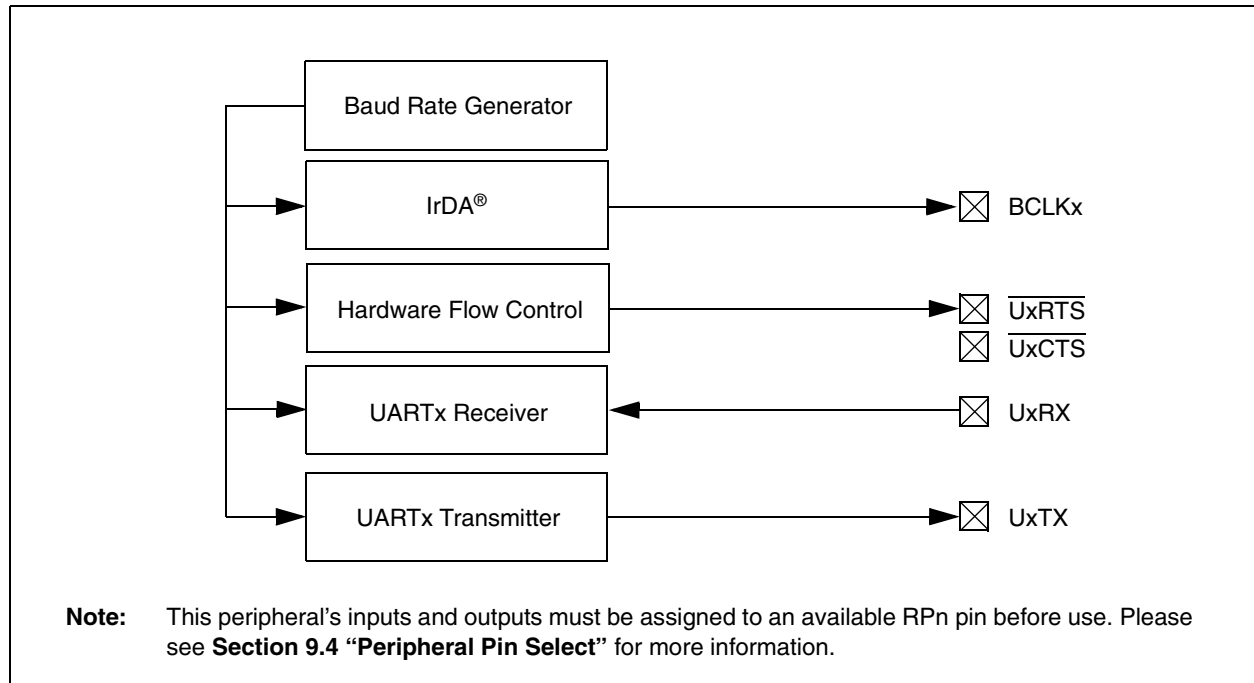 Baud Rate Generator
IrDA®
BCLKx
Hardware Flow Control
UxRTS
UxCTS
UARTx Receiver
UxRX
UARTx Transmitter
UxTX
Note: This peripheral’s inputs and outputs must be assigned to an available RPn pin before use. Please
see Section 9.4 “Peripheral Pin Select” for more information.